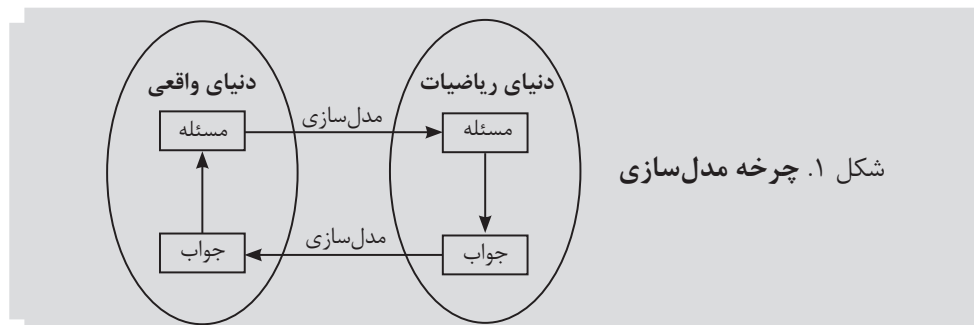 دنیای ریاضیات
دنیای واقعی
مسئله
مدل‌سازی
مسئله
شکل ۱. چرخه مدل‌سازی
جواب
مدل‌سازی
جواب